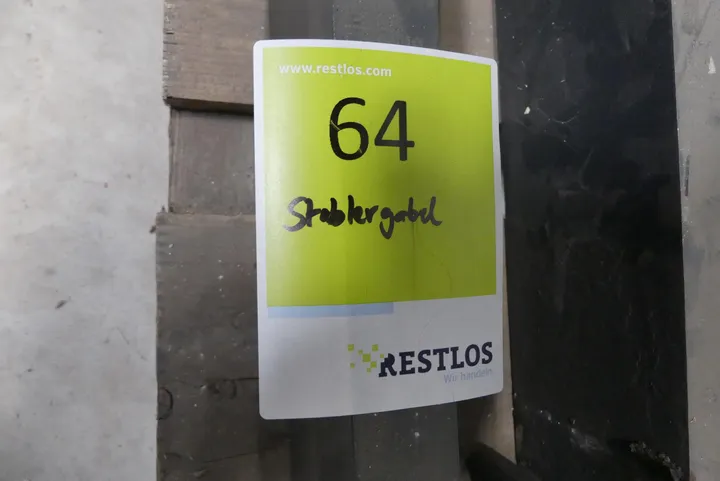 www.restlos.com
64
Stablergabel
RESTLOS
Wir handeln